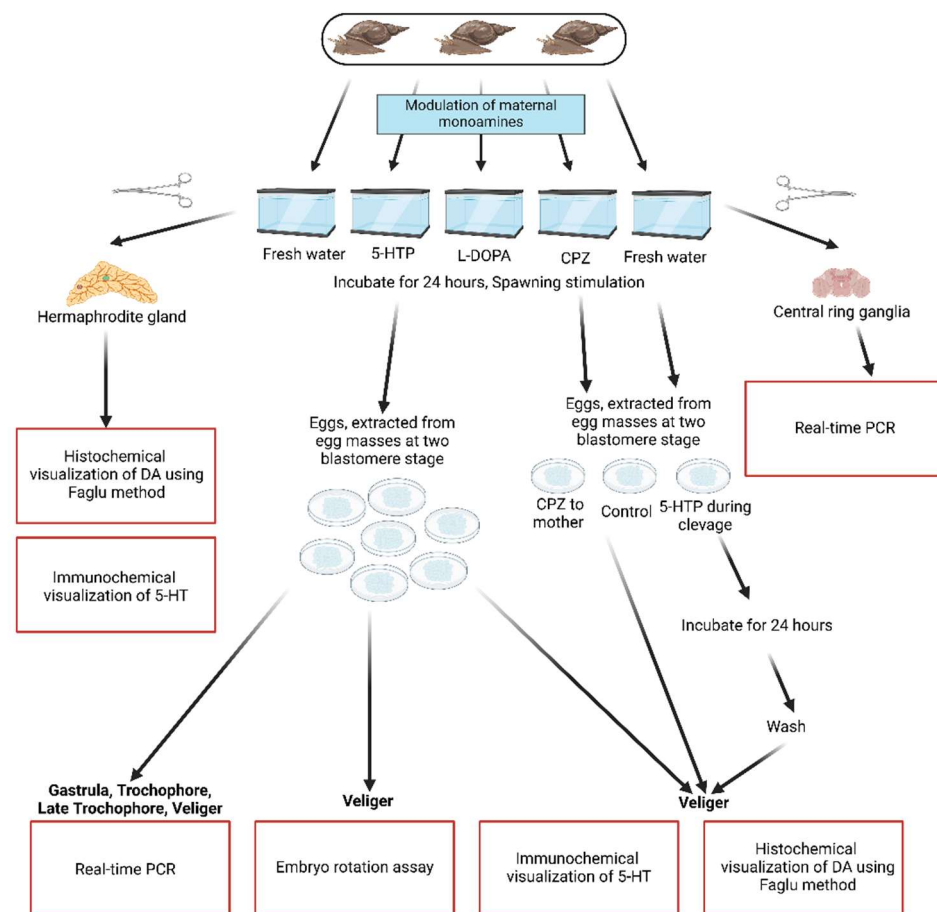 Modulation of maternal
monoamines
Fresh water
5-HTP
L-DOPA
CPZ
Fresh water
Incubate for 24 hours, Spawning stimulation
Hermaphrodite gland
Central ring ganglia
Histochemical
visualization of DA using
Faglu method
Immunochemical
visualization of 5-HT
Eggs, extracted from
egg masses at two
blastomere stage
Eggs, extracted from
egg masses at two
blastomere stage
Real-time PCR
CPZ to
mother
Control
5-HTP during
clevage
Incubate for 24 hours
Wash
Gastrula, Trochophore,
Late Trochophore, Veliger
Veliger
Veliger
Real-time PCR
Embryo rotation assay
Immunochemical
visualization of 5-HT
Histochemical
visualization of DA using
Faglu method